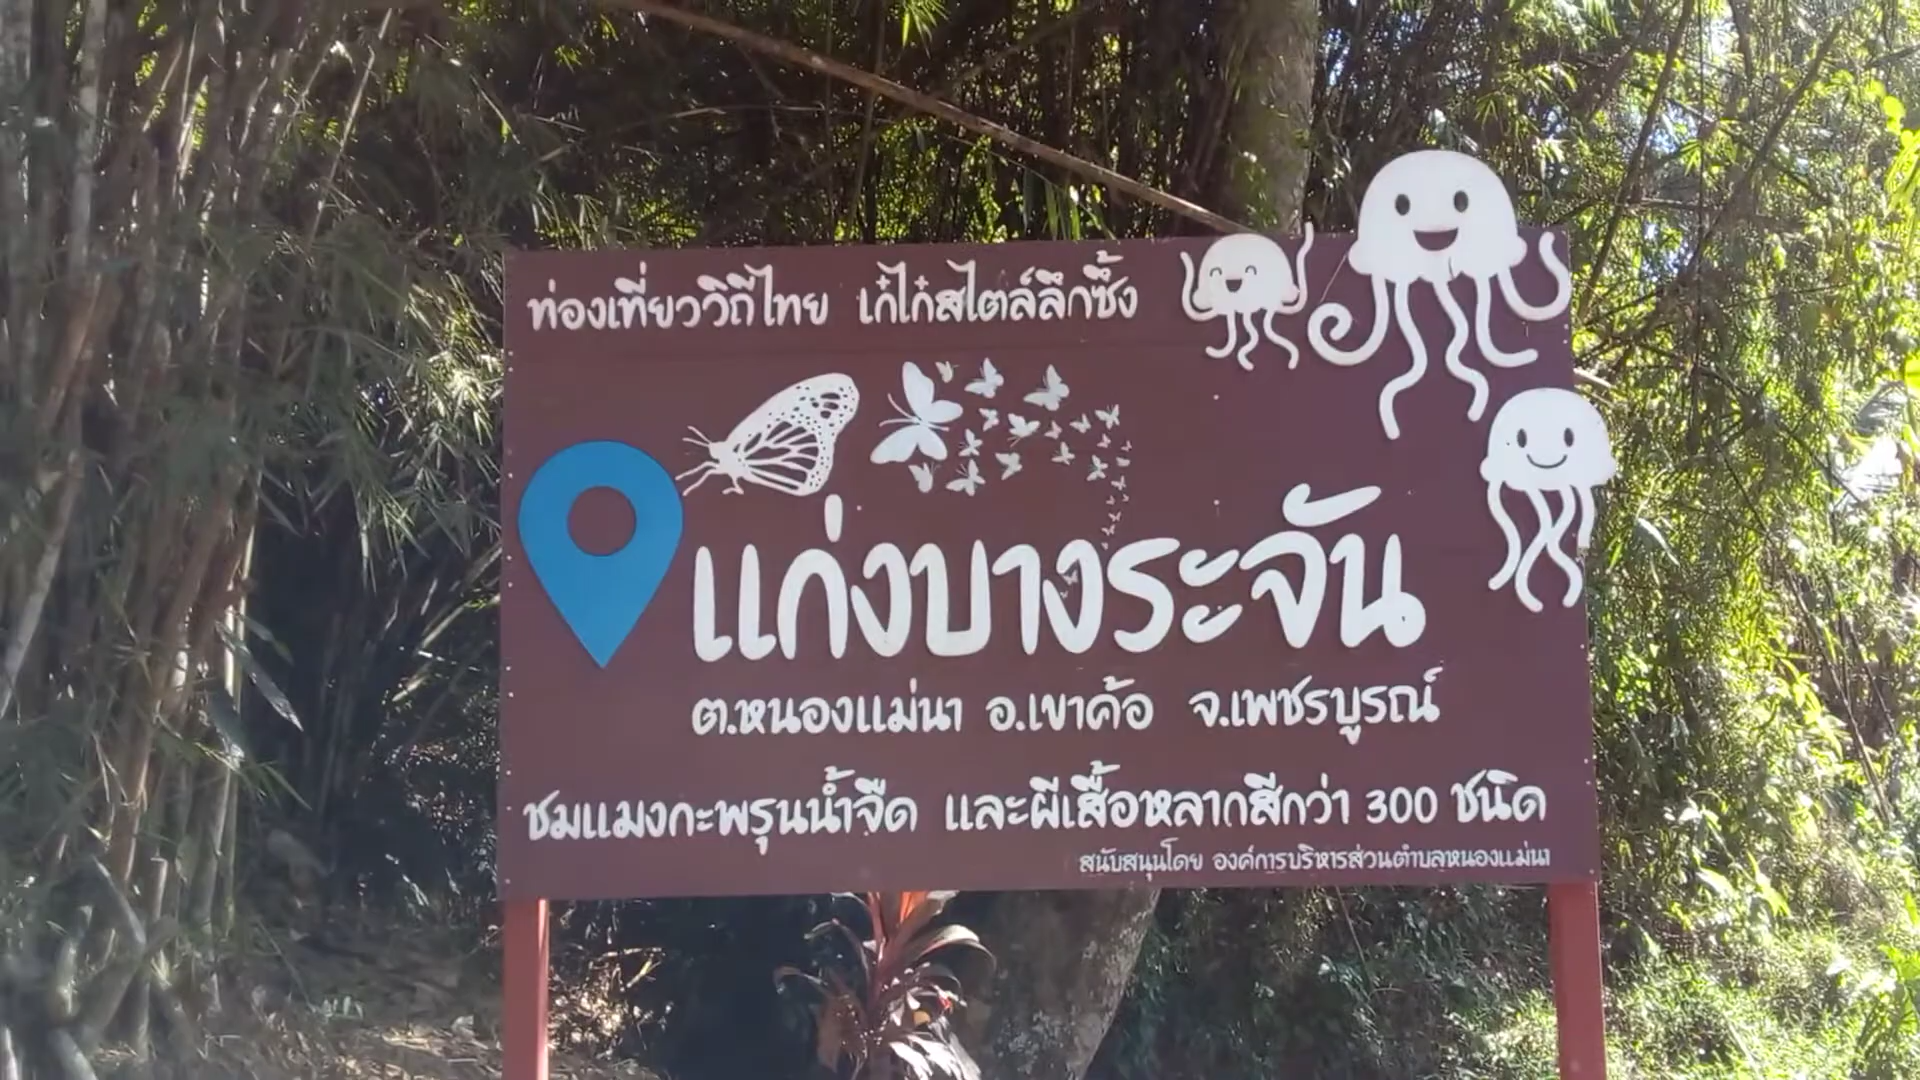 ท่องเที่ยววิถีไทย เก๋ไก๋สไตล์ลึกซึ้ง
แก่งบางระจัน
ต.หนองแม่นา อ.เขาค้อ จ.เพชรบูรณ์
ชมแมงกะพรุนน้ำจืด และผีเสื้อหลากสีกว่า 300 ชนิด
สนับสนุนโดย องค์การบริหารส่วนตำบลหนองแม่นา